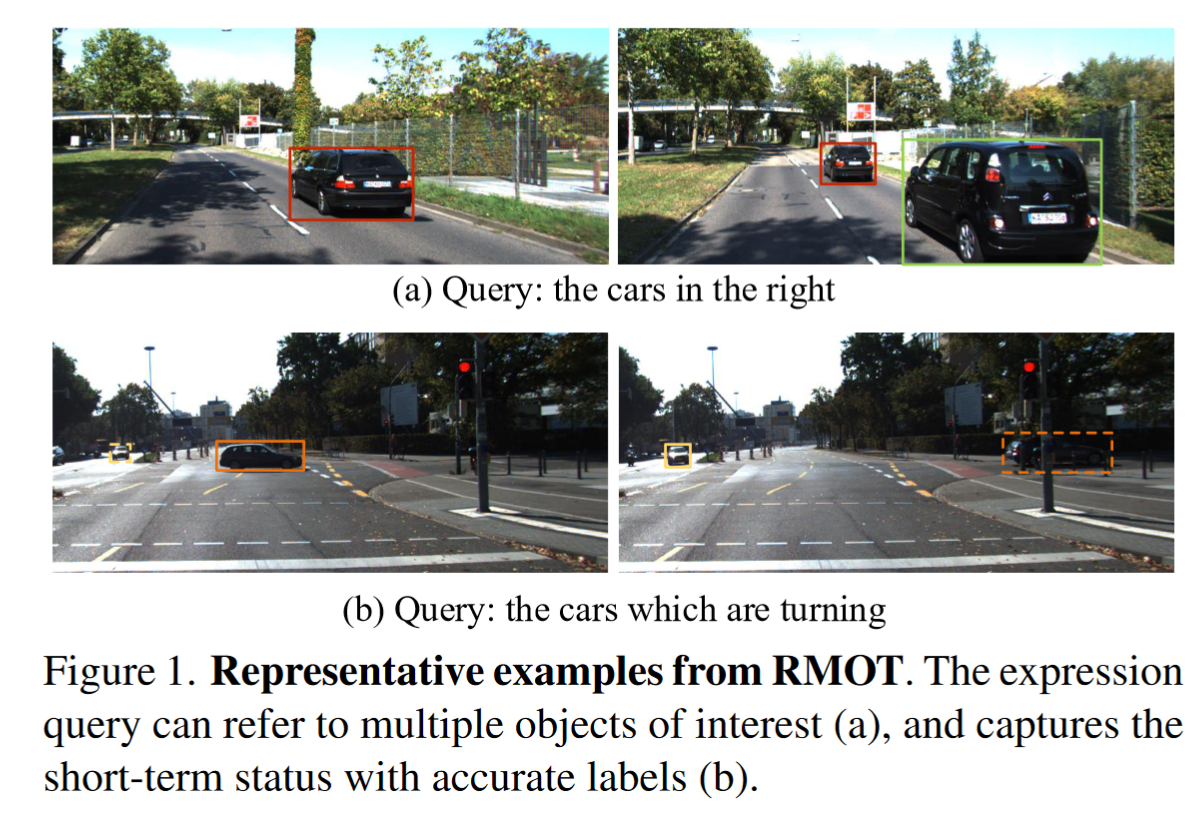 (a) Query: the cars in the right
(b) Query: the cars which are turning
Figure 1. Representative examples from RMOT. The expression
query can refer to multiple objects of interest (a), and captures the
short-term status with accurate labels (b).